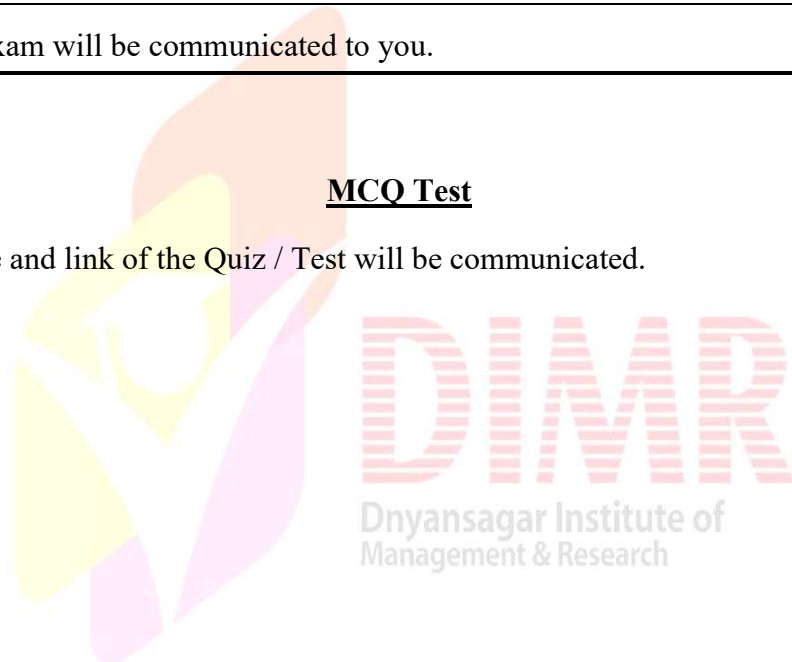 xam will be communicated to you.
MCQ Test
e and link of the Quiz / Test will be communicated.
DIMR
Dnyansagar Institute of
Management & Research